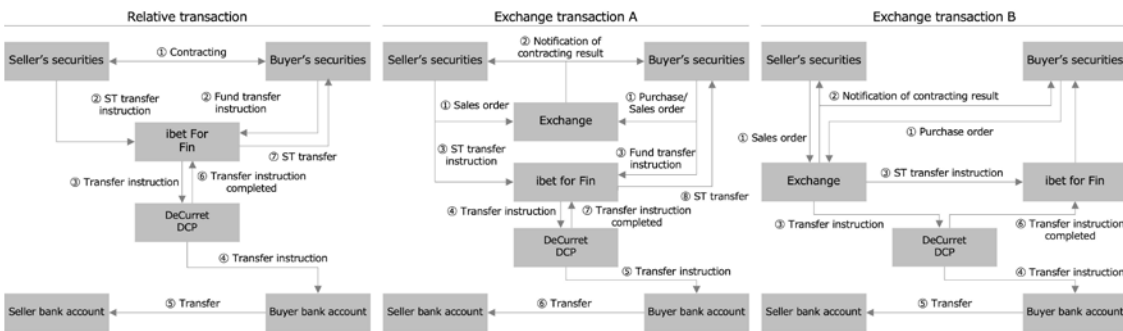 Relative transaction
Seller's securities
① Contracting
Buyer's securities
② ST transfer
instruction
② Fund transfer
instruction
ibet For
Fin
⑦ ST transfer
③ Transfer instruction
⑥ Transfer instruction
completed
DeCurret
DCP
④ Transfer instruction
Seller bank account
⑤ Transfer
Buyer bank account
Exchange transaction A
② Notification of
contracting result
Seller's securities
Buyer's securities
① Sales order
① Purchase/
Sales order
Exchange
③ ST transfer
instruction
③ Fund transfer
instruction
ibet for Fin
⑧ ST transfer
④ Transfer instruction
⑦ Transfer instruction
completed
DeCurret
DCP
⑤ Transfer instruction
Seller bank account
⑥ Transfer
Buyer bank account
Exchange transaction B
Seller's securities
Buyer's securities
② Notification of contracting result
① Sales order
① Purchase order
Exchange
③ ST transfer instruction
ibet for Fin
③ Transfer instruction
⑥ Transfer instruction
completed
DeCurret
DCP
④ Transfer instruction
Seller bank account
⑤ Transfer
Buyer bank account